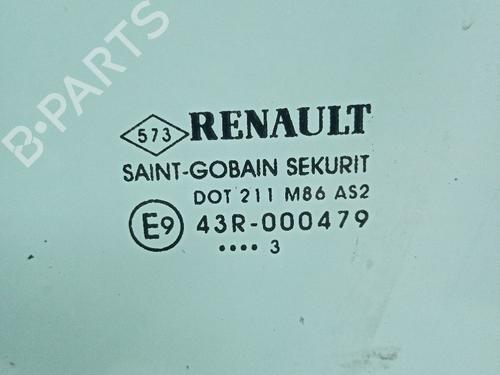 B-PARTS
573 RENAULT
SAINT-GOBAIN SEKURIT
DOT 211 M86 AS2
E9 43R-000479
•••• 3